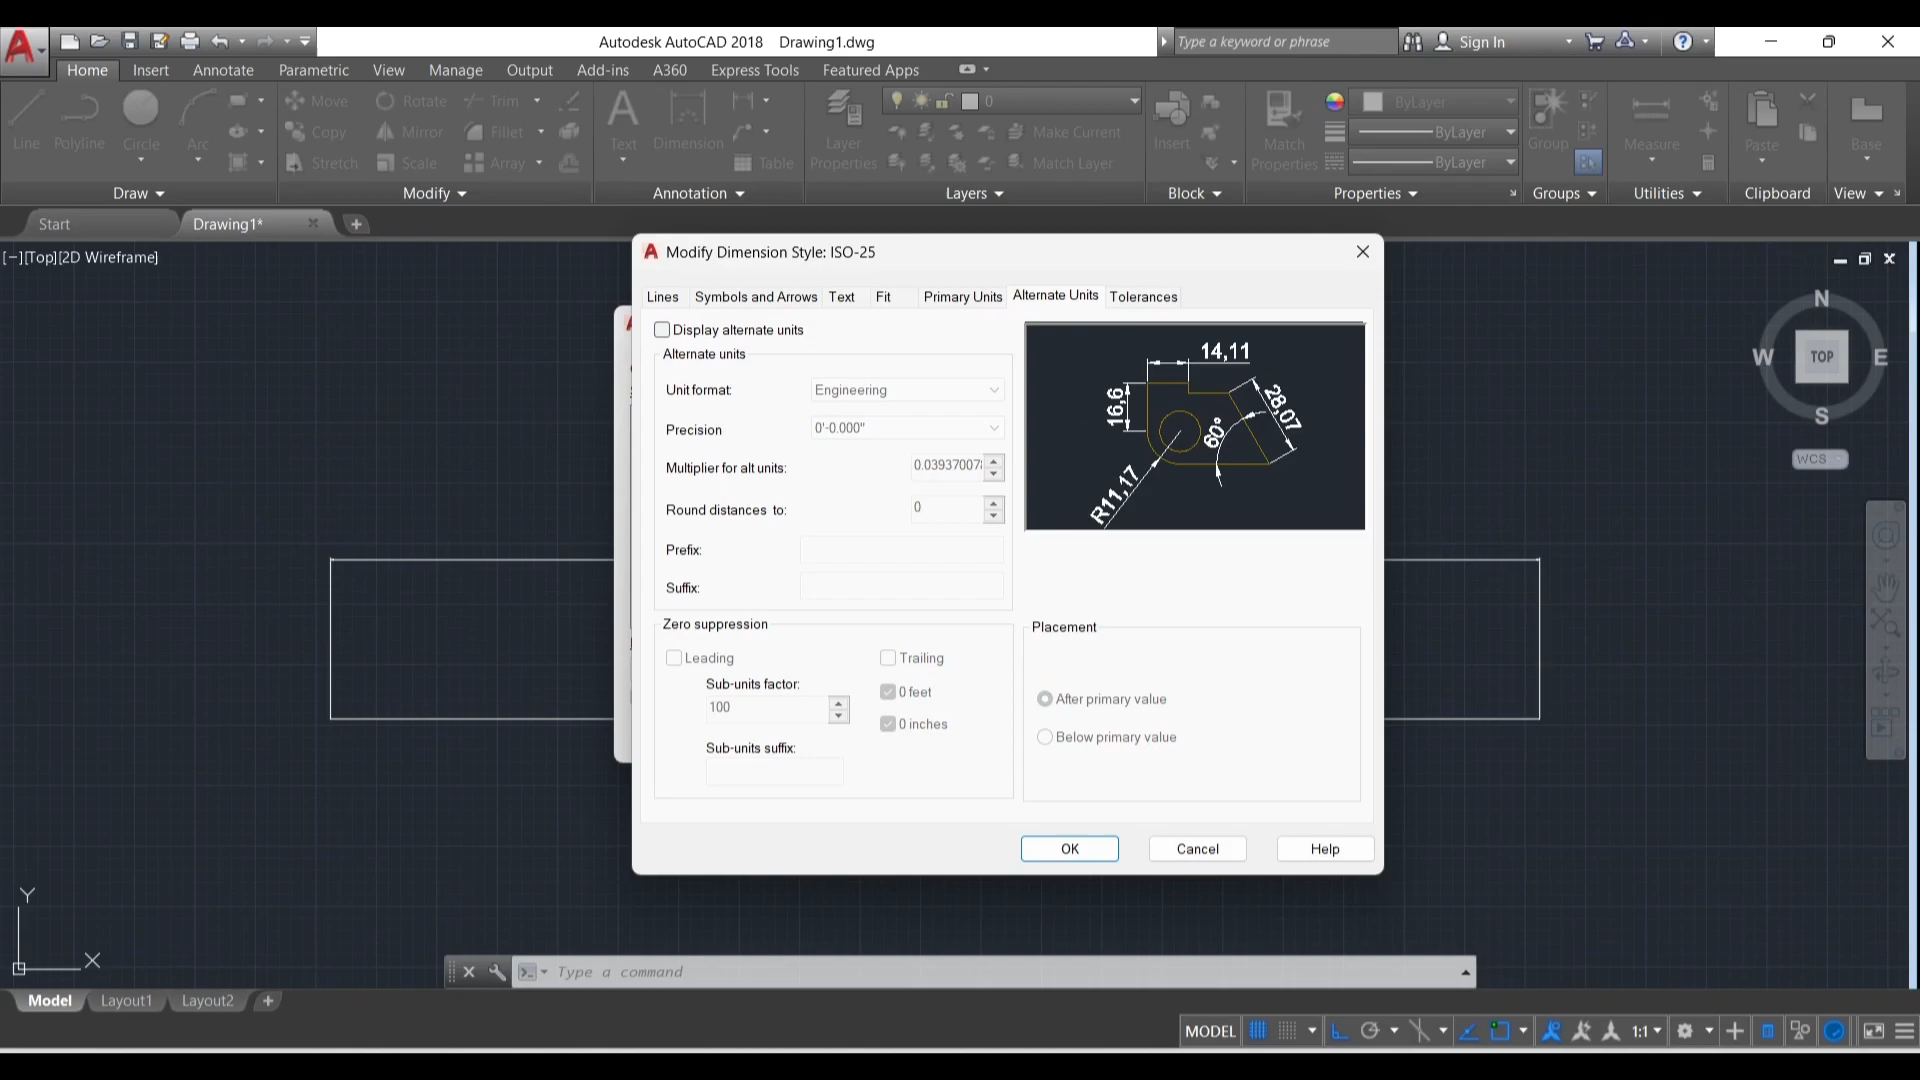 Autodesk AutoCAD 2018 Drawing1.dwg
Type a keyword or phrase
Sign In
Home Insert Annotate Parametric View Manage Output Add-ins A360 Express Tools Featured Apps
Line Polyline Circle Arc
Move Rotate Trim
Copy Mirror Fillet
Stretch Scale Array
Text Dimension Table
Layer Properties
0
Make Current
Match Layer
Insert
Match Properties
ByLayer
ByLayer
ByLayer
Group
Measure
Paste
Base
Draw Modify Annotation Layers Block Properties Groups Utilities Clipboard View
Start Drawing1*
[−][Top][2D Wireframe]
Modify Dimension Style: ISO-25
Lines Symbols and Arrows Text Fit Primary Units Alternate Units Tolerances
Display alternate units
Alternate units
Unit format: Engineering
Precision 0'-0.000"
Multiplier for alt units: 0.03937007
Round distances to: 0
Prefix:
Suffix:
14,11
16,6
28,07
60°
R11,17
Zero suppression
Leading
Sub-units factor:
100
Sub-units suffix:
Trailing
0 feet
0 inches
Placement
After primary value
Below primary value
OK Cancel Help
N
W TOP E
S
WCS
Y
X
Type a command
Model Layout1 Layout2
MODEL
1:1